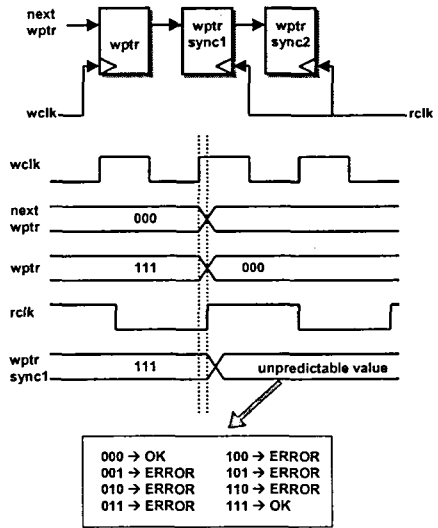 next
wptr
wptr
wptr
sync1
wptr
sync2
wclk
rclk
wclk
next
wptr
000
wptr
111
000
rclk
wptr
sync1
111
unpredictable value
000 → OK
100 → ERROR
001 → ERROR
101 → ERROR
010 → ERROR
110 → ERROR
011 → ERROR
111 → OK